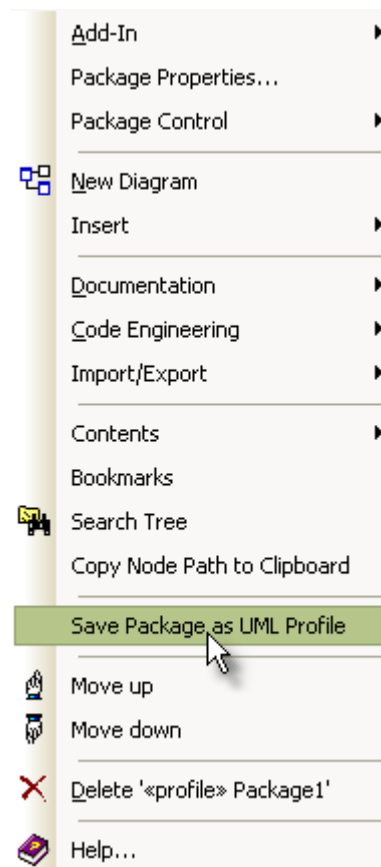 Add-In
Package Properties...
Package Control
New Diagram
Insert
Documentation
Code Engineering
Import/Export
Contents
Bookmarks
Search Tree
Copy Node Path to Clipboard
Save Package as UML Profile
Move up
Move down
Delete '«profile» Package1'
Help...